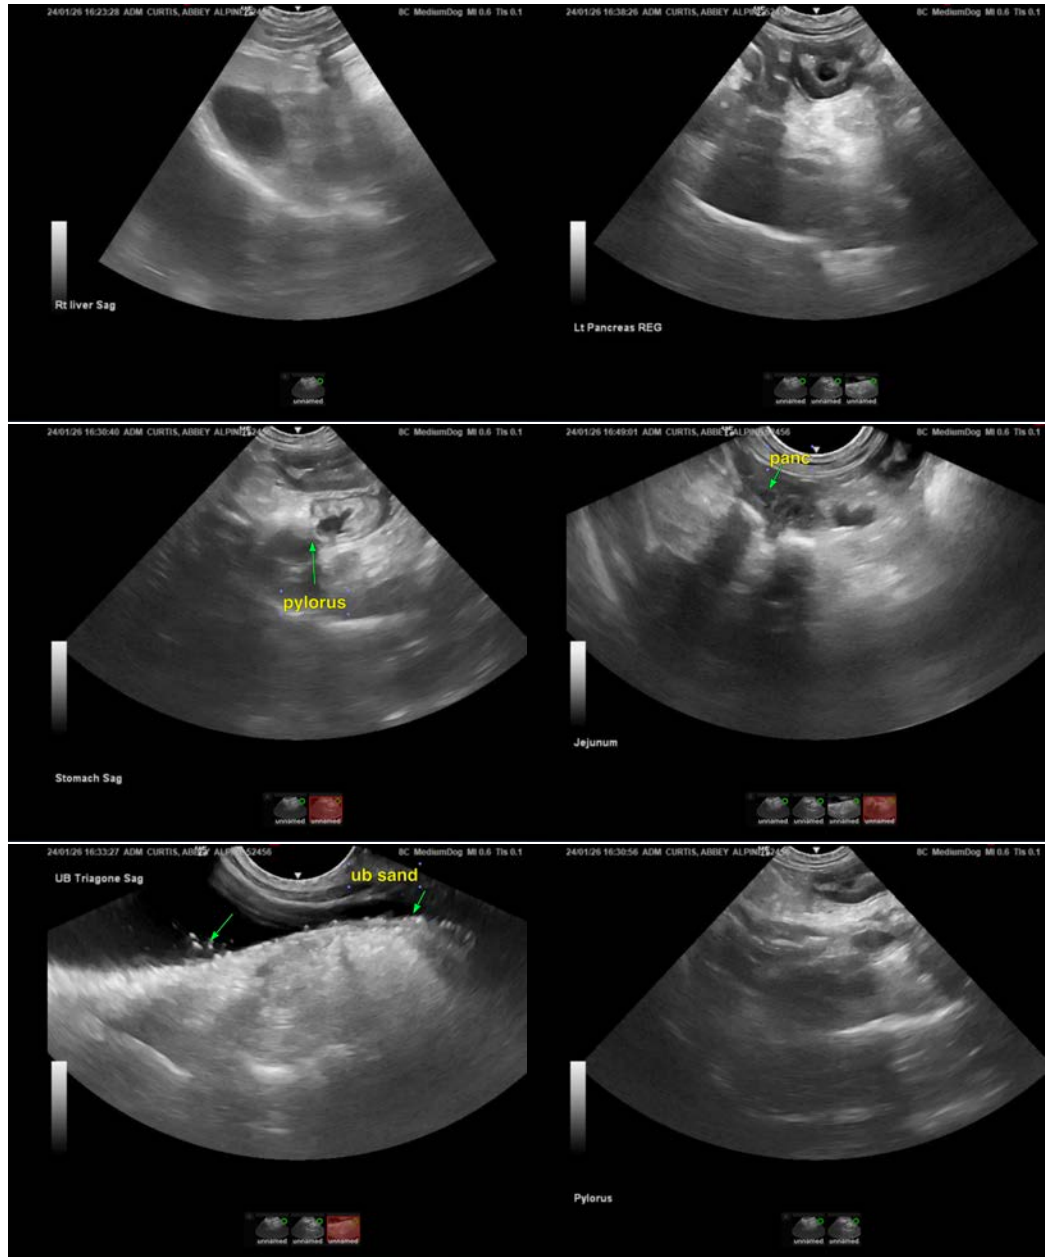 24/01/26 16:23:28 ADM CURTIS, ABBEY ALPINE 52456 8C MediumDog MI 0.6 TIs 0.1
Rt liver Sag
unnamed
24/01/26 16:38:26 ADM CURTIS, ABBEY ALPINE 52456 8C MediumDog MI 0.6 TIs 0.1
Lt Pancreas REG
unnamed unnamed unnamed
24/01/26 16:30:40 ADM CURTIS, ABBEY ALPINE 52456 8C MediumDog MI 0.6 TIs 0.1
pylorus
Stomach Sag
unnamed unnamed
24/01/26 16:49:01 ADM CURTIS, ABBEY ALPINE 52456 8C MediumDog MI 0.6 TIs 0.1
panc
Jejunum
unnamed unnamed unnamed unnamed
24/01/26 16:33:27 ADM CURTIS, ABBEY ALPINE 52456 8C MediumDog MI 0.6 TIs 0.1
UB Triagone Sag
ub sand
unnamed unnamed unnamed
24/01/26 16:30:56 ADM CURTIS, ABBEY ALPINE 52456 8C MediumDog MI 0.6 TIs 0.1
Pylorus
unnamed unnamed